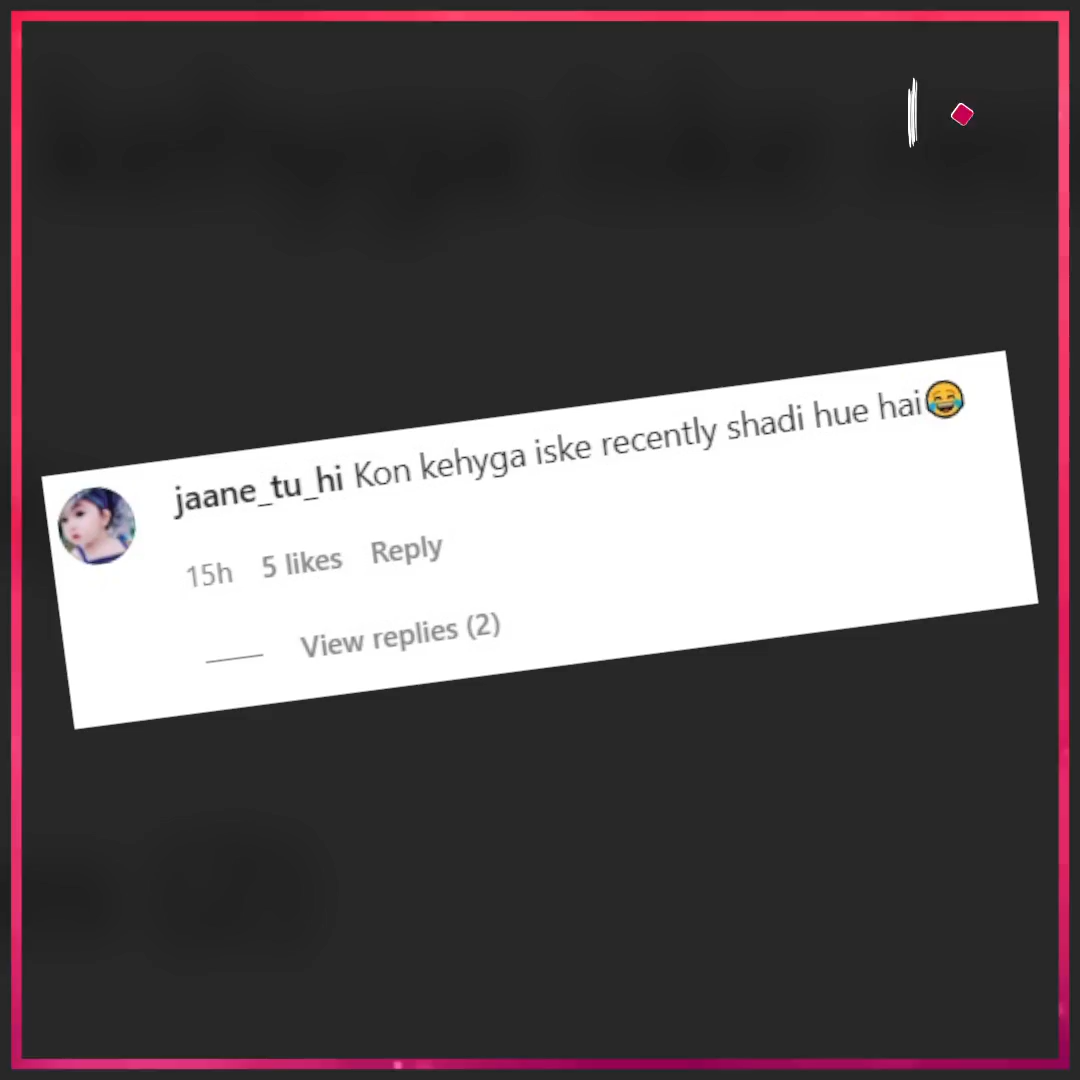 jaane_tu_hi Kon kehyga iske recently shadi hue hai😂
15h 5 likes Reply
View replies (2)